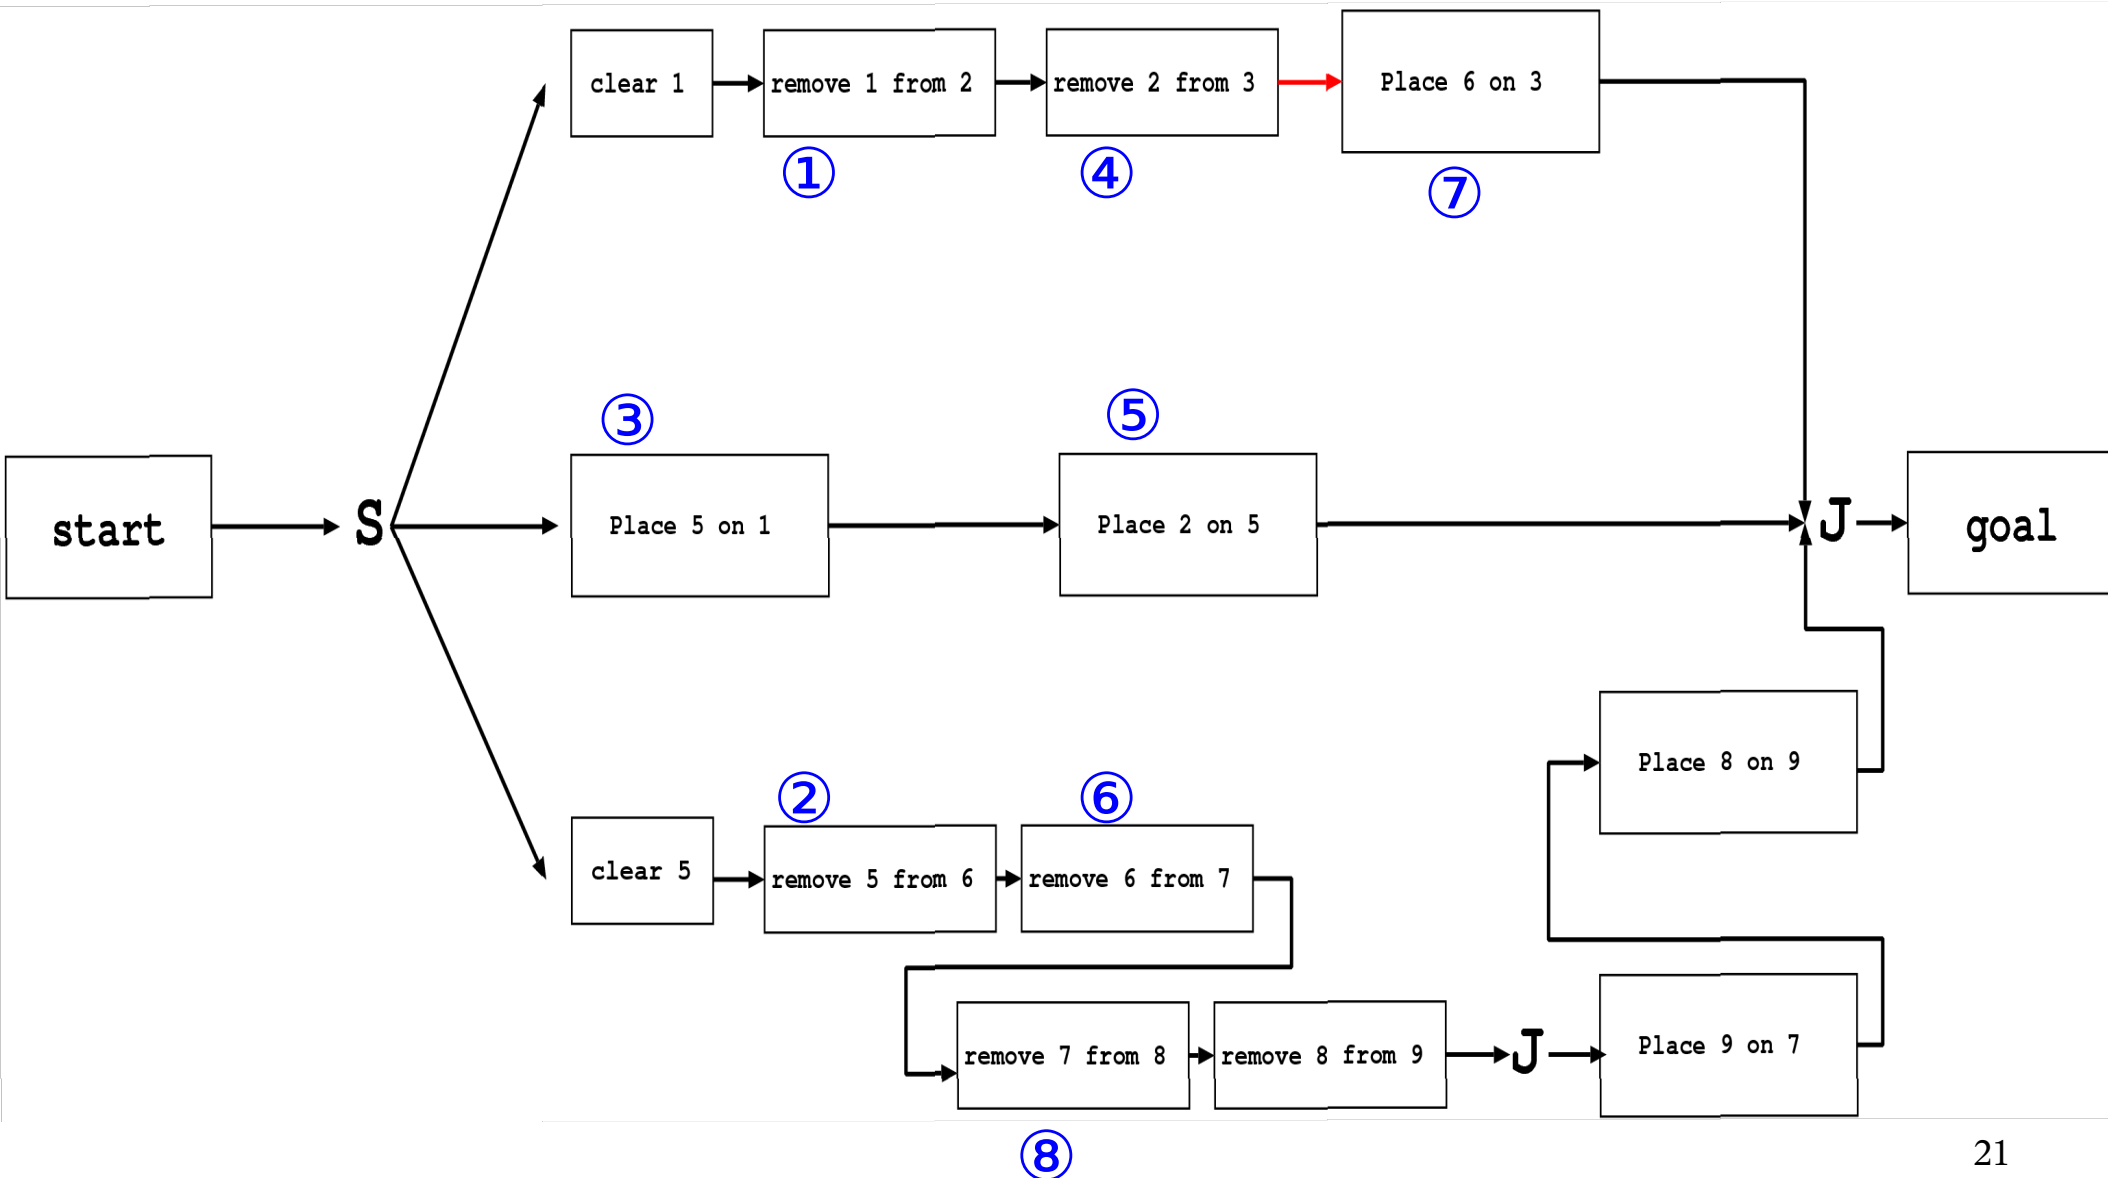 clear 1
remove 1 from 2
remove 2 from 3
Place 6 on 3
①
④
⑦
③
⑤
start
S
Place 5 on 1
Place 2 on 5
J
goal
Place 8 on 9
②
⑥
clear 5
remove 5 from 6
remove 6 from 7
remove 7 from 8
remove 8 from 9
J
Place 9 on 7
⑧
21